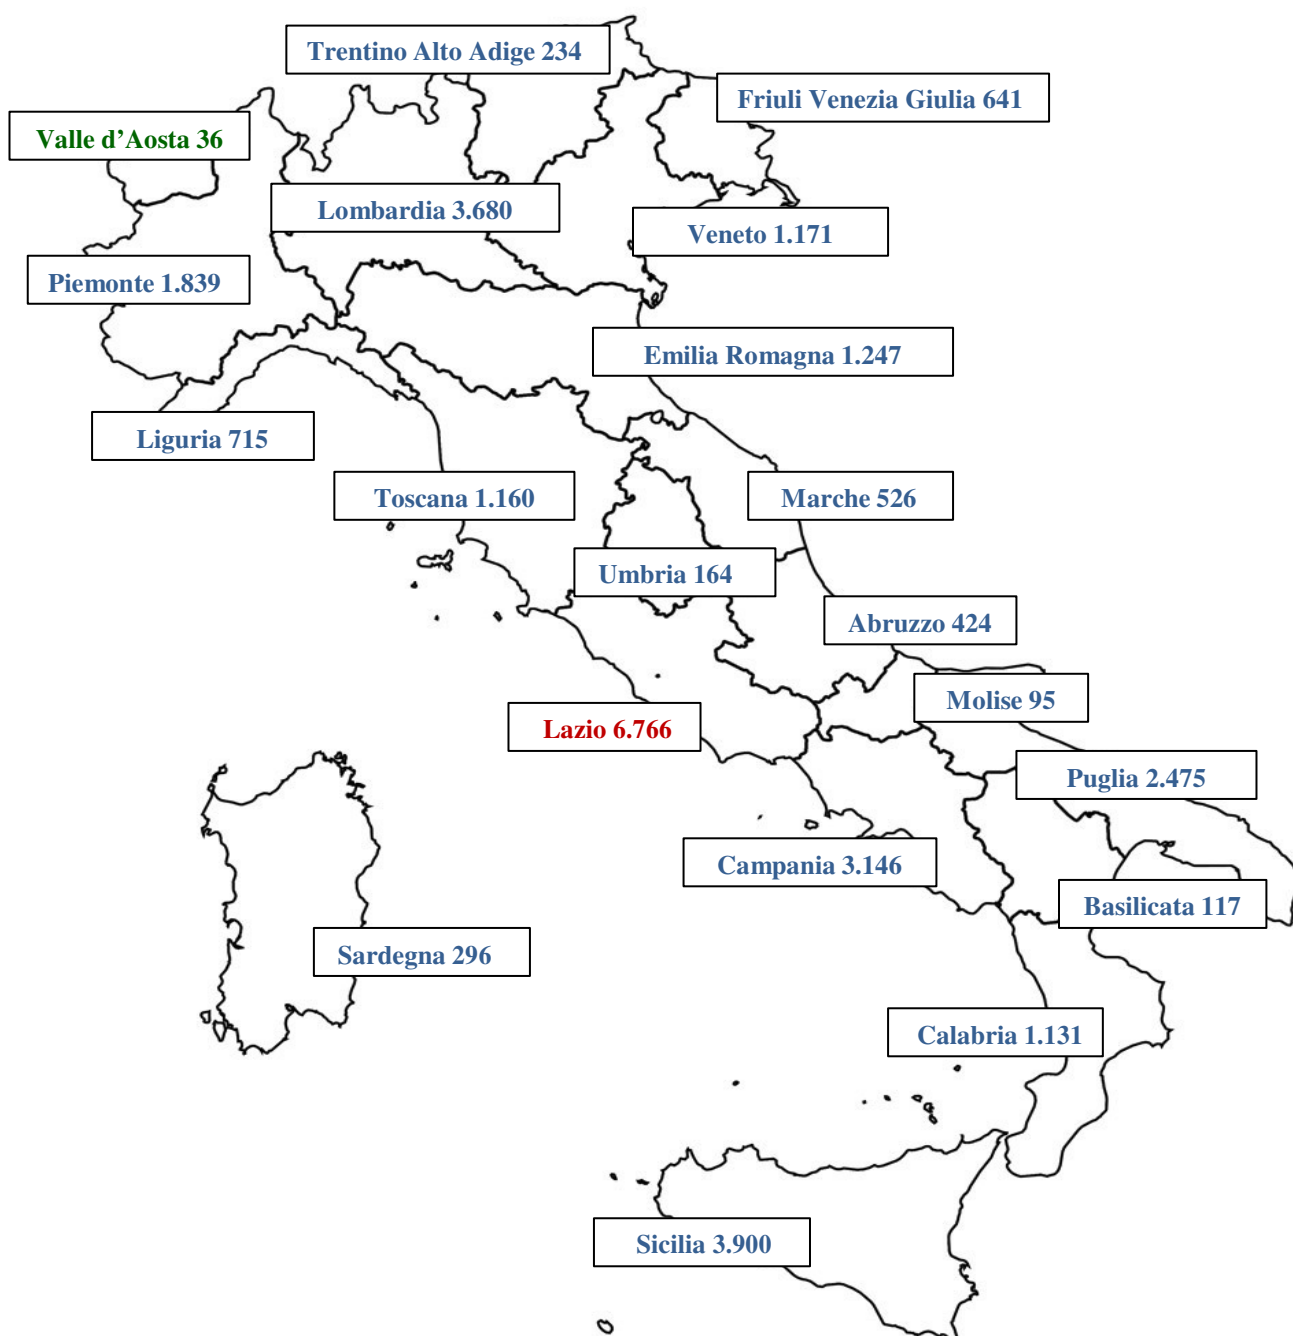 Trentino Alto Adige 234
Friuli Venezia Giulia 641
Valle d’Aosta 36
Lombardia 3.680
Veneto 1.171
Piemonte 1.839
Emilia Romagna 1.247
Liguria 715
Toscana 1.160
Marche 526
Umbria 164
Abruzzo 424
Molise 95
Lazio 6.766
Puglia 2.475
Campania 3.146
Basilicata 117
Sardegna 296
Calabria 1.131
Sicilia 3.900